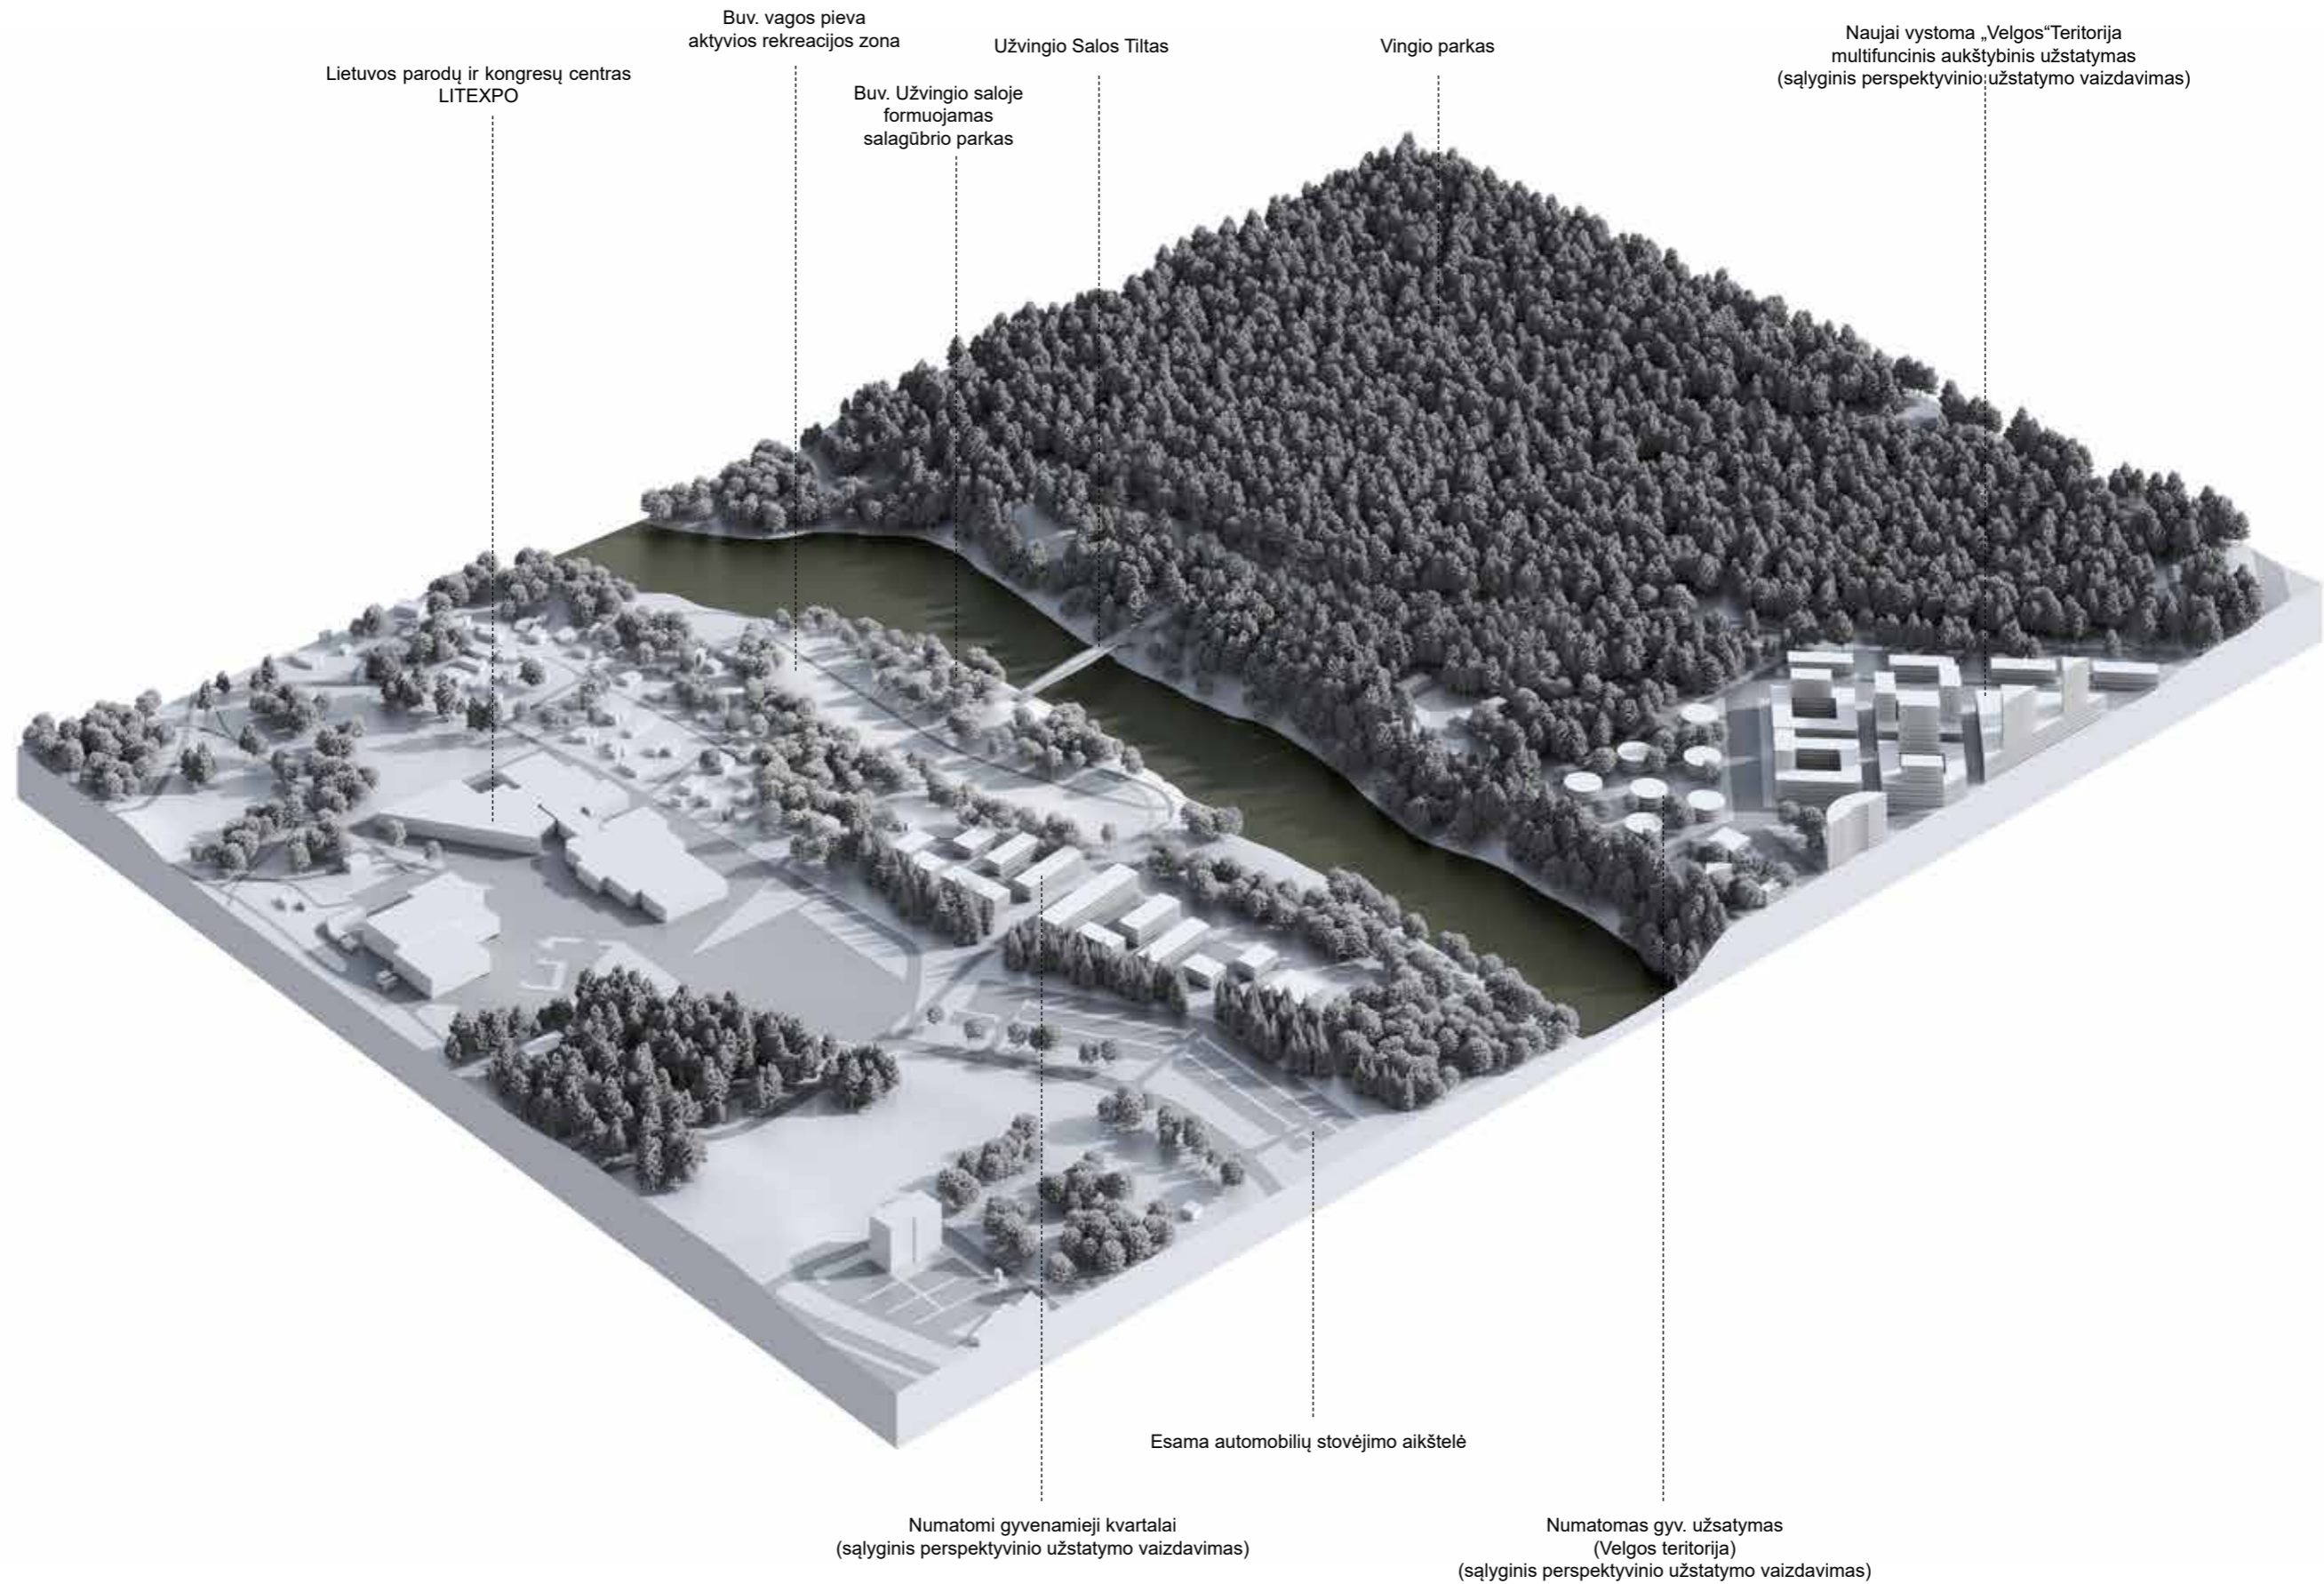 Buv. vagos pieva
aktyvios rekreacijos zona
Lietuvos parodų ir kongresų centras
LITEXPO
Buv. Užvingio saloje
formuojamas
salagūbrio parkas
Užvingio Salos Tiltas
Vingio parkas
Naujai vystoma „Velgos“Teritorija
multifuncinis aukštybinis užstatymas
(sąlyginis perspektyvinio užstatymo vaizdavimas)
Esama automobilių stovėjimo aikštelė
Numatomi gyvenamieji kvartalai
(sąlyginis perspektyvinio užstatymo vaizdavimas)
Numatomas gyv. užsatymas
(Velgos teritorija)
(sąlyginis perspektyvinio užstatymo vaizdavimas)